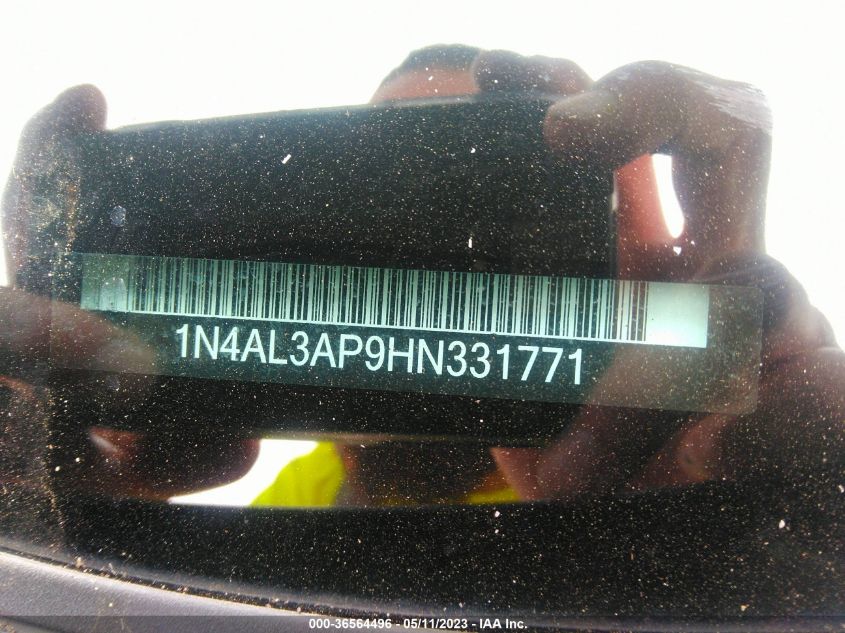 1N4AL3AP9HN331771
000-36564496 - 05/11/2023 - IAA Inc.